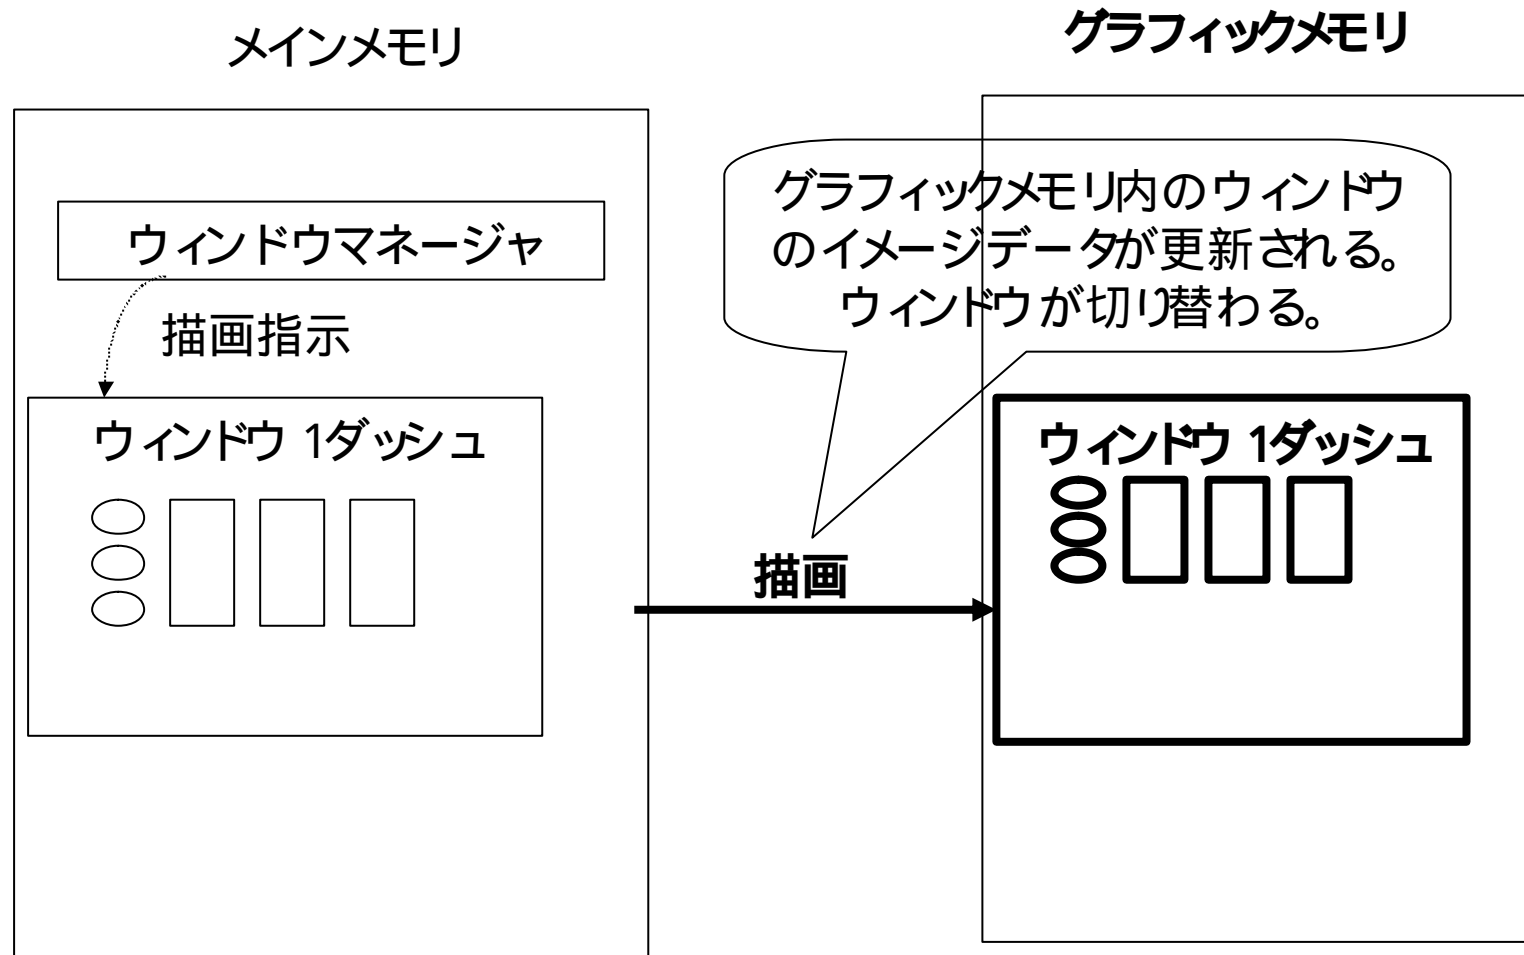 メインメモリ
グラフィックメモリ
グラフィックメモリ内のウィンドウ
のイメージデータが更新される。
ウィンドウが切り替わる。
ウィンドウマネージャ
描画指示
ウィンドウ 1ダッシュ
ウィンドウ 1ダッシュ
描画